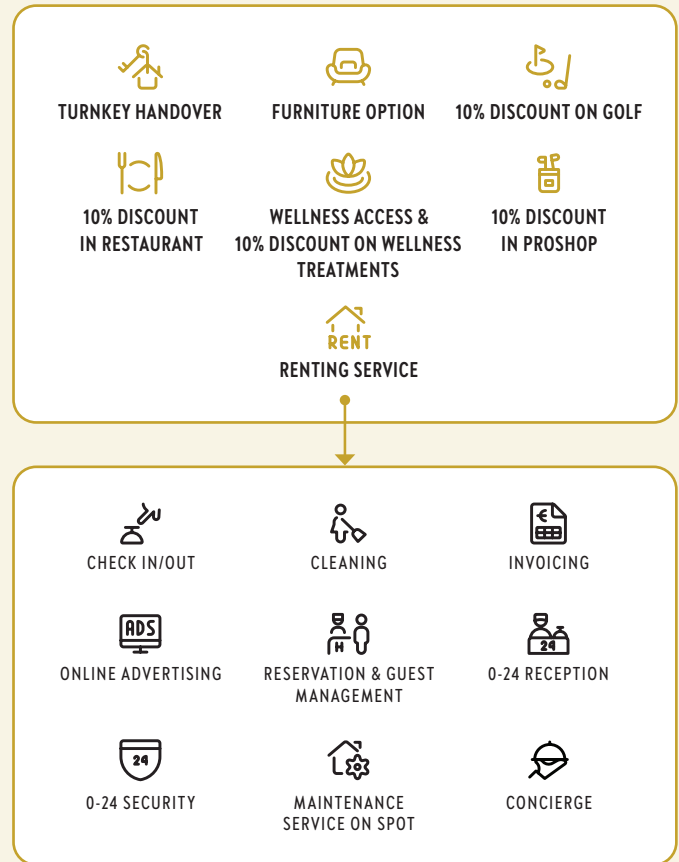 TURNKEY HANDOVER
FURNITURE OPTION
10% DISCOUNT ON GOLF
10% DISCOUNT
IN RESTAURANT
WELLNESS ACCESS &
10% DISCOUNT ON WELLNESS
TREATMENTS
10% DISCOUNT
IN PROSHOP
RENT
RENTING SERVICE
CHECK IN/OUT
CLEANING
€
INVOICING
ADS
ONLINE ADVERTISING
H
RESERVATION & GUEST
MANAGEMENT
24
0-24 RECEPTION
24
0-24 SECURITY
MAINTENANCE
SERVICE ON SPOT
CONCIERGE